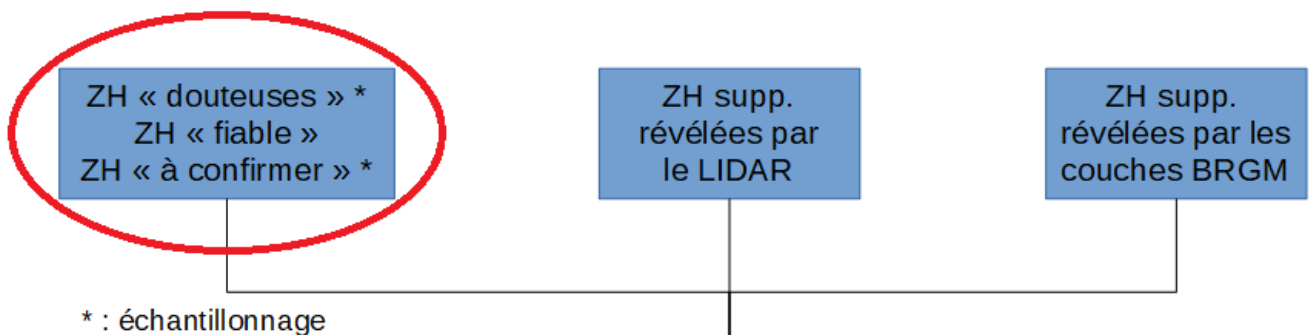 ZH « douteuses » *
ZH « fiable »
ZH « à confirmer » *
ZH supp.
révélées par
le LIDAR
ZH supp.
révélées par les
couches BRGM
* : échantillonnage